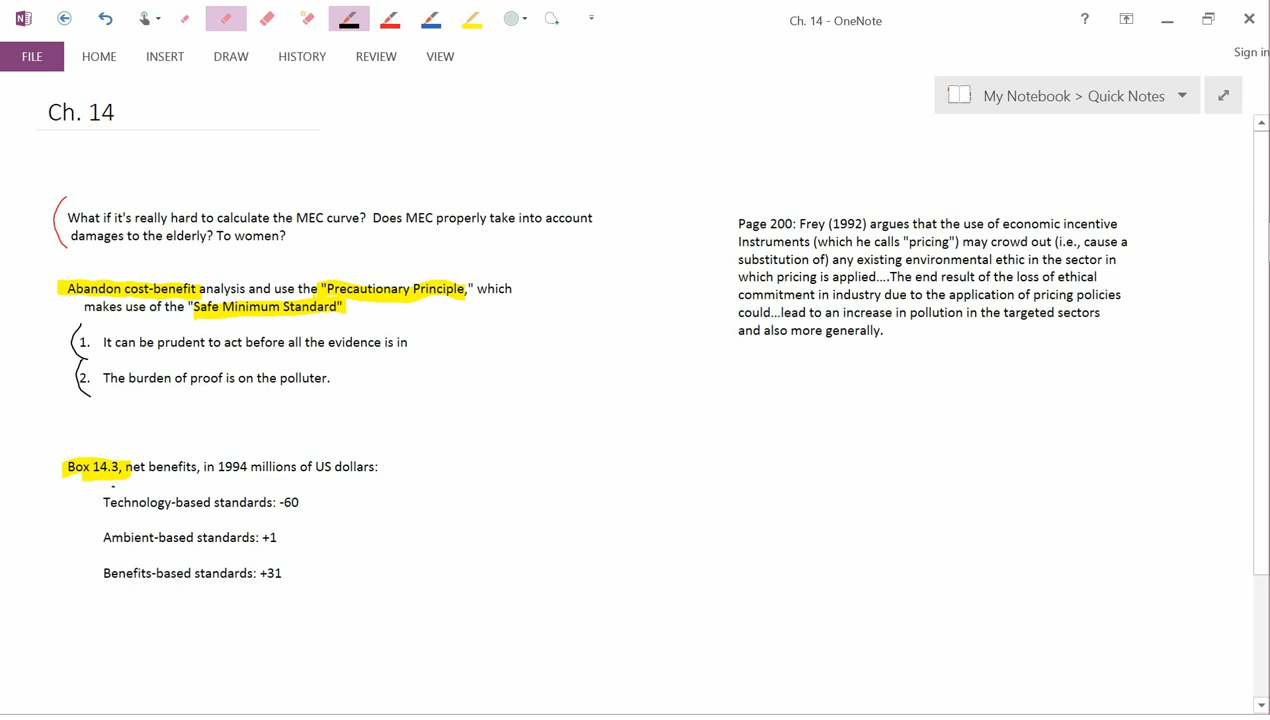 Ch. 14 - OneNote
?
Sign in
FILE
HOME
INSERT
DRAW
HISTORY
REVIEW
VIEW
My Notebook > Quick Notes
Ch. 14
What if it's really hard to calculate the MEC curve? Does MEC properly take into account
damages to the elderly? To women?
Abandon cost-benefit analysis and use the "Precautionary Principle," which
makes use of the "Safe Minimum Standard"
1. It can be prudent to act before all the evidence is in
2. The burden of proof is on the polluter.
Box 14.3, net benefits, in 1994 millions of US dollars:
Technology-based standards: -60
Ambient-based standards: +1
Benefits-based standards: +31
Page 200: Frey (1992) argues that the use of economic incentive
Instruments (which he calls "pricing") may crowd out (i.e., cause a
substitution of) any existing environmental ethic in the sector in
which pricing is applied....The end result of the loss of ethical
commitment in industry due to the application of pricing policies
could...lead to an increase in pollution in the targeted sectors
and also more generally.